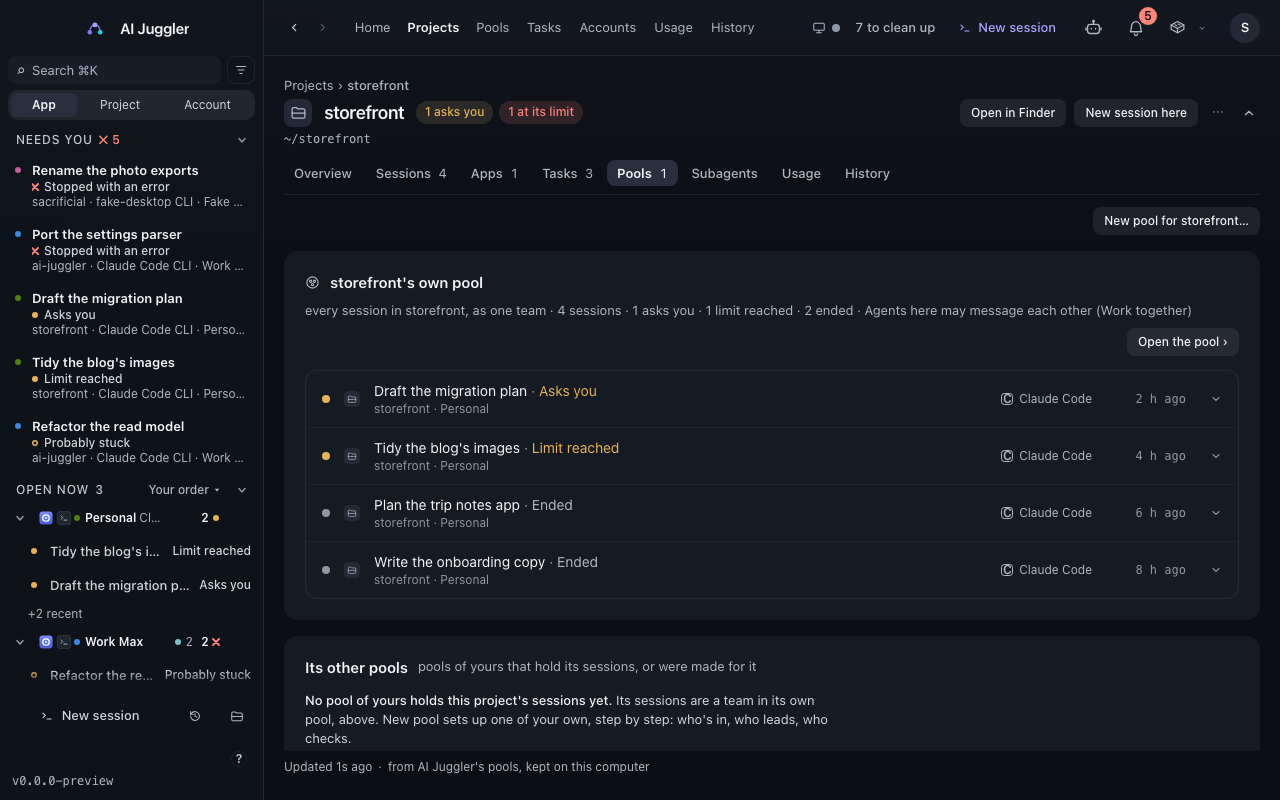 AI Juggler
Search ⌘K
App Project Account
NEEDS YOU 5
Rename the photo exports
Stopped with an error
sacrificial · fake-desktop CLI · Fake ...
Port the settings parser
Stopped with an error
ai-juggler · Claude Code CLI · Work ...
Draft the migration plan
Asks you
storefront · Claude Code CLI · Perso...
Tidy the blog's images
Limit reached
storefront · Claude Code CLI · Perso...
Refactor the read model
Probably stuck
ai-juggler · Claude Code CLI · Work ...
OPEN NOW 3 Your order
Personal Cl... 2
Tidy the blog's i... Limit reached
Draft the migration p... Asks you
+2 recent
Work Max 2 2
Refactor the re... Probably stuck
New session
?
v0.0.0-preview
Home Projects Pools Tasks Accounts Usage History 7 to clean up New session 5 S
Projects › storefront
storefront 1 asks you 1 at its limit Open in Finder New session here ...
~/storefront
Overview Sessions 4 Apps 1 Tasks 3 Pools 1 Subagents Usage History
New pool for storefront...
storefront's own pool
every session in storefront, as one team · 4 sessions · 1 asks you · 1 limit reached · 2 ended · Agents here may message each other (Work together)
Open the pool ›
Draft the migration plan · Asks you
storefront · Personal
Claude Code 2 h ago
Tidy the blog's images · Limit reached
storefront · Personal
Claude Code 4 h ago
Plan the trip notes app · Ended
storefront · Personal
Claude Code 6 h ago
Write the onboarding copy · Ended
storefront · Personal
Claude Code 8 h ago
Its other pools pools of yours that hold its sessions, or were made for it
No pool of yours holds this project's sessions yet. Its sessions are a team in its own
pool, above. New pool sets up one of your own, step by step: who's in, who leads, who
checks.
Updated 1s ago · from AI Juggler's pools, kept on this computer